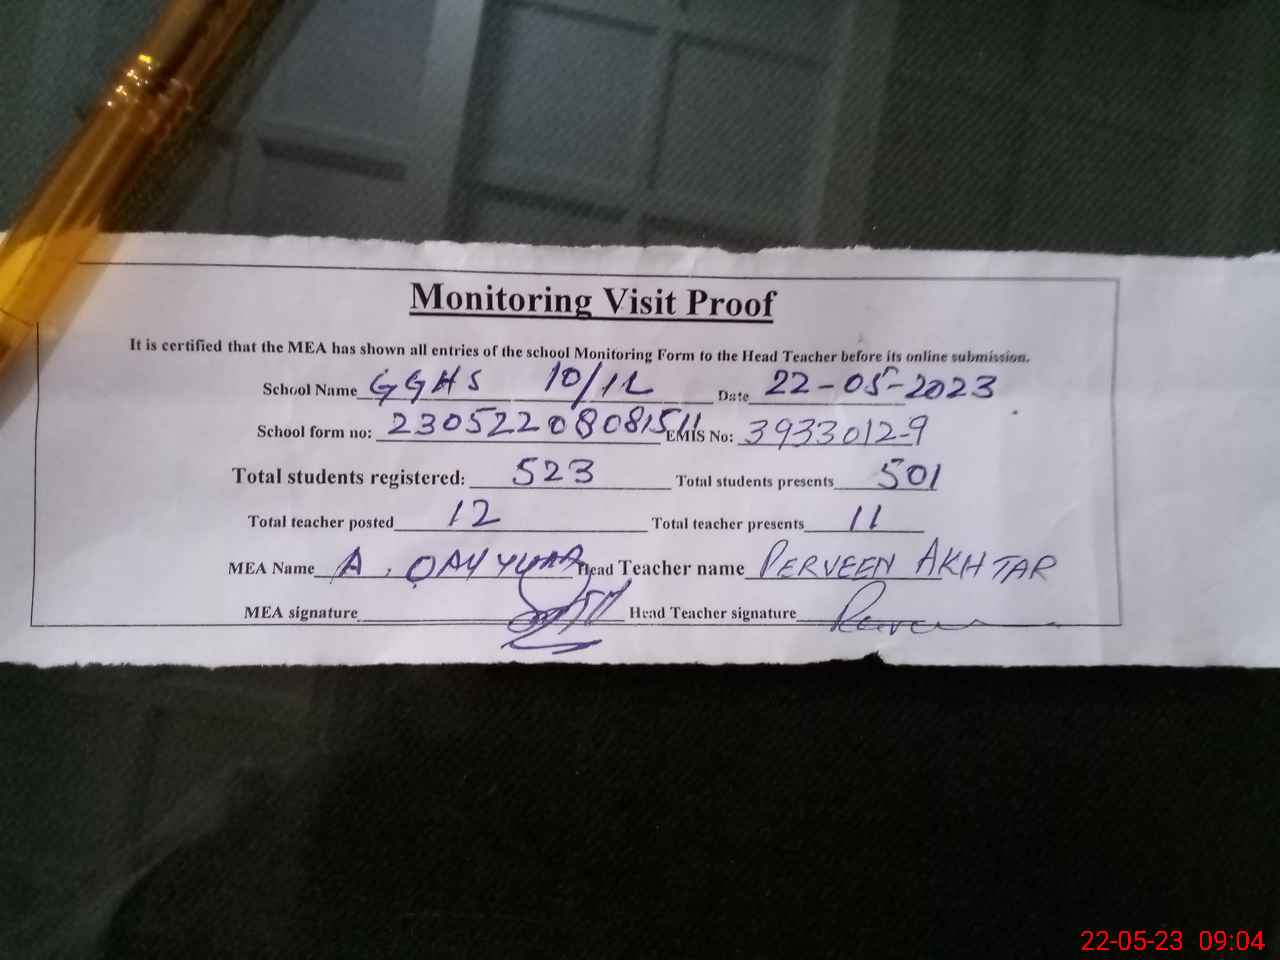 Monitoring Visit Proof
It is certified that the MEA has shown all entries of the school Monitoring Form to the Head Teacher before its online submission.
School Name GGHS 10/1L Date 22-05-2023
School form no: 23052208081511 EMIS No: 39330129
Total students registered: 523 Total students presents 501
Total teacher posted 12 Total teacher presents 11
MEA Name A. QAYYUM Head Teacher name PERVEEN AKHTAR
MEA signature Head Teacher signature
22-05-23 09:04